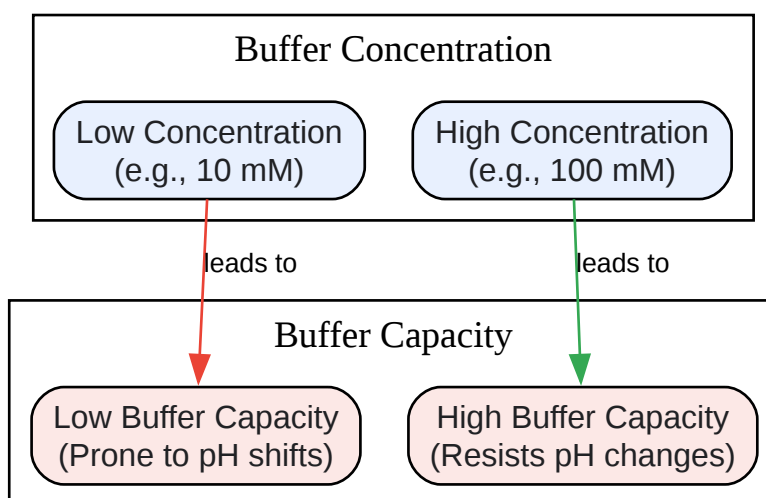 Buffer Concentration
Low Concentration
(e.g., 10 mM)
High Concentration
(e.g., 100 mM)
leads to
leads to
Buffer Capacity
Low Buffer Capacity
(Prone to pH shifts)
High Buffer Capacity
(Resists pH changes)